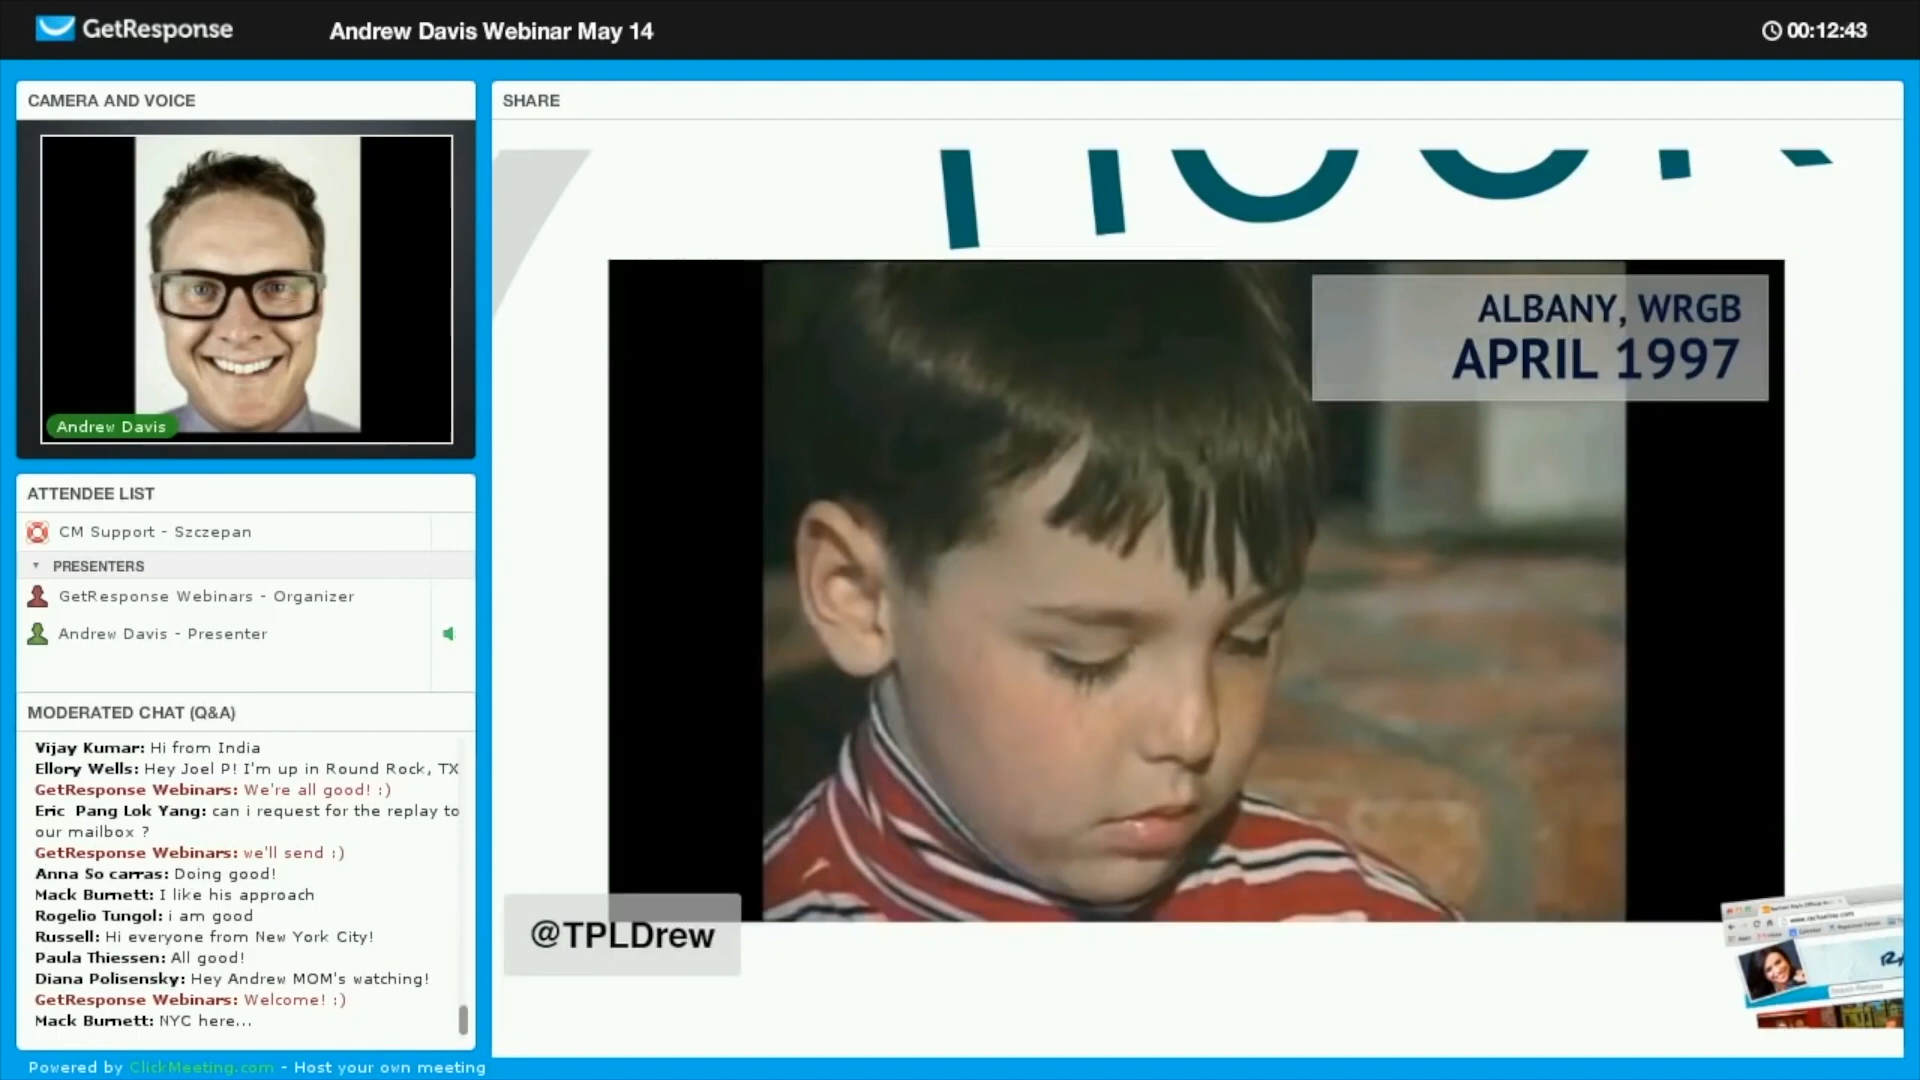 GetResponse
Andrew Davis Webinar May 14
00:12:43
CAMERA AND VOICE
Andrew Davis
ATTENDEE LIST
CM Support - Szczepan
PRESENTERS
GetResponse Webinars - Organizer
Andrew Davis - Presenter
MODERATED CHAT (Q&A)
Vijay Kumar: Hi from India
Ellory Wells: Hey Joel P! I'm up in Round Rock, TX
GetResponse Webinars: We're all good! :)
Eric Pang Lok Yang: can i request for the replay to
our mailbox ?
GetResponse Webinars: we'll send :)
Anna So carras: Doing good!
Mack Burnett: I like his approach
Rogelio Tungol: i am good
Russell: Hi everyone from New York City!
Paula Thiessen: All good!
Diana Polisensky: Hey Andrew MOM's watching!
GetResponse Webinars: Welcome! :)
Mack Burnett: NYC here...
Powered by ClickMeeting.com - Host your own meeting
SHARE
ALBANY, WRGB
APRIL 1997
@TPLDrew